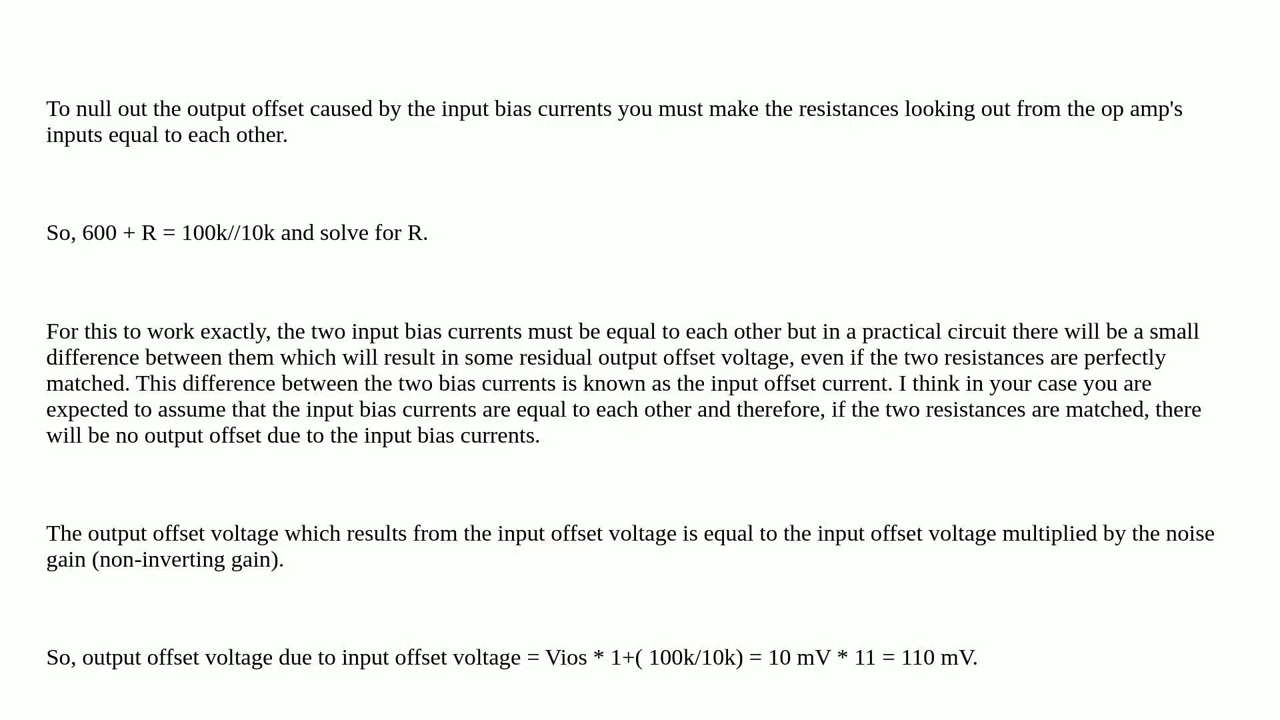 To null out the output offset caused by the input bias currents you must make the resistances looking out from the op amp's
inputs equal to each other.
So, 600 + R = 100k//10k and solve for R.
For this to work exactly, the two input bias currents must be equal to each other but in a practical circuit there will be a small
difference between them which will result in some residual output offset voltage, even if the two resistances are perfectly
matched. This difference between the two bias currents is known as the input offset current. I think in your case you are
expected to assume that the input bias currents are equal to each other and therefore, if the two resistances are matched, there
will be no output offset due to the input bias currents.
The output offset voltage which results from the input offset voltage is equal to the input offset voltage multiplied by the noise
gain (non-inverting gain).
So, output offset voltage due to input offset voltage = Vios * 1+( 100k/10k) = 10 mV * 11 = 110 mV.